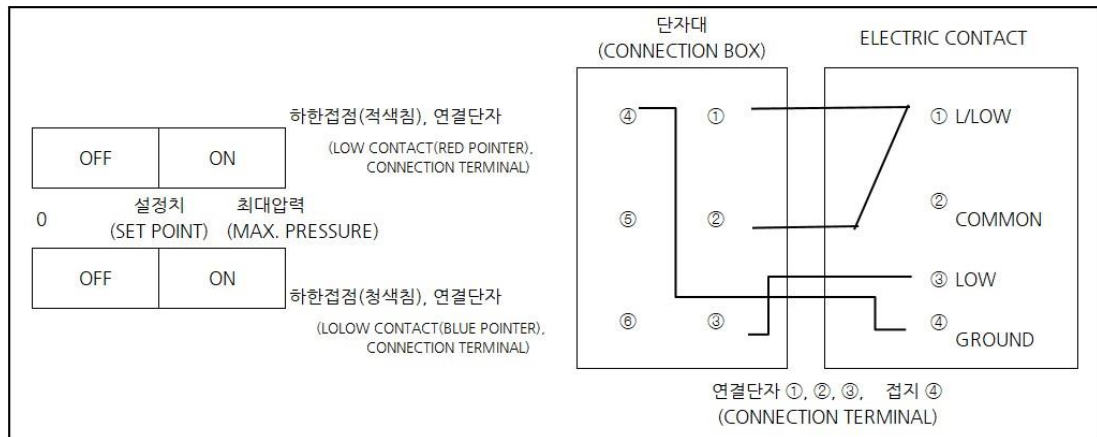 OFF ON
하한접점(적색침), 연결단자
(LOW CONTACT(RED POINTER),
CONNECTION TERMINAL)
0
설정치 최대압력
(SET POINT) (MAX. PRESSURE)
OFF ON
하한접점(청색침), 연결단자
(LOLOW CONTACT(BLUE POINTER),
CONNECTION TERMINAL)
단자대
(CONNECTION BOX)
④ ①
⑤ ②
⑥ ③
ELECTRIC CONTACT
① L/LOW
②
COMMON
③ LOW
④
GROUND
연결단자 ①, ②, ③, 접지 ④
(CONNECTION TERMINAL)